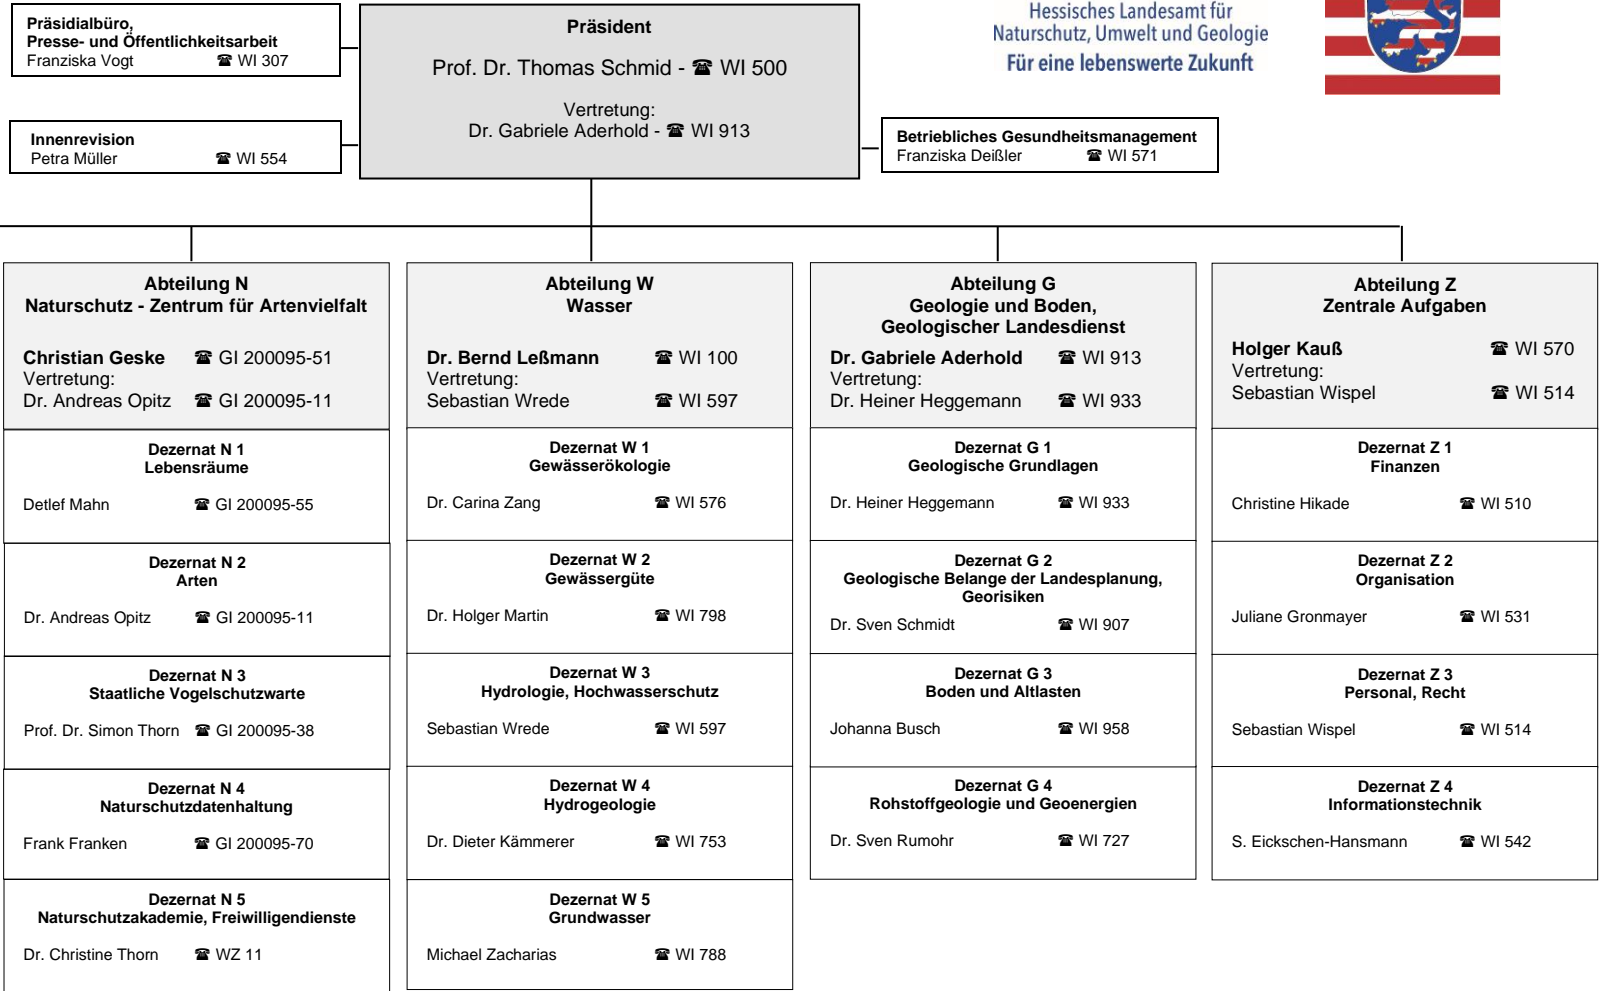 Präsidialbüro,
Presse- und Öffentlichkeitsarbeit
Franziska Vogt ☎ WI 307
Präsident
Prof. Dr. Thomas Schmid - ☎ WI 500
Vertretung:
Dr. Gabriele Aderhold - ☎ WI 913
Hessisches Landesamt für
Naturschutz, Umwelt und Geologie
Für eine lebenswerte Zukunft
Innenrevision
Petra Müller ☎ WI 554
Betriebliches Gesundheitsmanagement
Franziska Deißler ☎ WI 571
Abteilung N
Naturschutz - Zentrum für Artenvielfalt
Christian Geske ☎ GI 200095-51
Vertretung:
Dr. Andreas Opitz ☎ GI 200095-11
Dezernat N 1
Lebensräume
Detlef Mahn ☎ GI 200095-55
Dezernat N 2
Arten
Dr. Andreas Opitz ☎ GI 200095-11
Dezernat N 3
Staatliche Vogelschutzwarte
Prof. Dr. Simon Thorn ☎ GI 200095-38
Dezernat N 4
Naturschutzdatenhaltung
Frank Franken ☎ GI 200095-70
Dezernat N 5
Naturschutzakademie, Freiwilligendienste
Dr. Christine Thorn ☎ WZ 11
Abteilung W
Wasser
Dr. Bernd Leßmann ☎ WI 100
Vertretung:
Sebastian Wrede ☎ WI 597
Dezernat W 1
Gewässerökologie
Dr. Carina Zang ☎ WI 576
Dezernat W 2
Gewässergüte
Dr. Holger Martin ☎ WI 798
Dezernat W 3
Hydrologie, Hochwasserschutz
Sebastian Wrede ☎ WI 597
Dezernat W 4
Hydrogeologie
Dr. Dieter Kämmerer ☎ WI 753
Dezernat W 5
Grundwasser
Michael Zacharias ☎ WI 788
Abteilung G
Geologie und Boden,
Geologischer Landesdienst
Dr. Gabriele Aderhold ☎ WI 913
Vertretung:
Dr. Heiner Heggemann ☎ WI 933
Dezernat G 1
Geologische Grundlagen
Dr. Heiner Heggemann ☎ WI 933
Dezernat G 2
Geologische Belange der Landesplanung,
Georisiken
Dr. Sven Schmidt ☎ WI 907
Dezernat G 3
Boden und Altlasten
Johanna Busch ☎ WI 958
Dezernat G 4
Rohstoffgeologie und Geoenergien
Dr. Sven Rumohr ☎ WI 727
Abteilung Z
Zentrale Aufgaben
Holger Kauß ☎ WI 570
Vertretung:
Sebastian Wispel ☎ WI 514
Dezernat Z 1
Finanzen
Christine Hikade ☎ WI 510
Dezernat Z 2
Organisation
Juliane Gronmayer ☎ WI 531
Dezernat Z 3
Personal, Recht
Sebastian Wispel ☎ WI 514
Dezernat Z 4
Informationstechnik
S. Eickschen-Hansmann ☎ WI 542